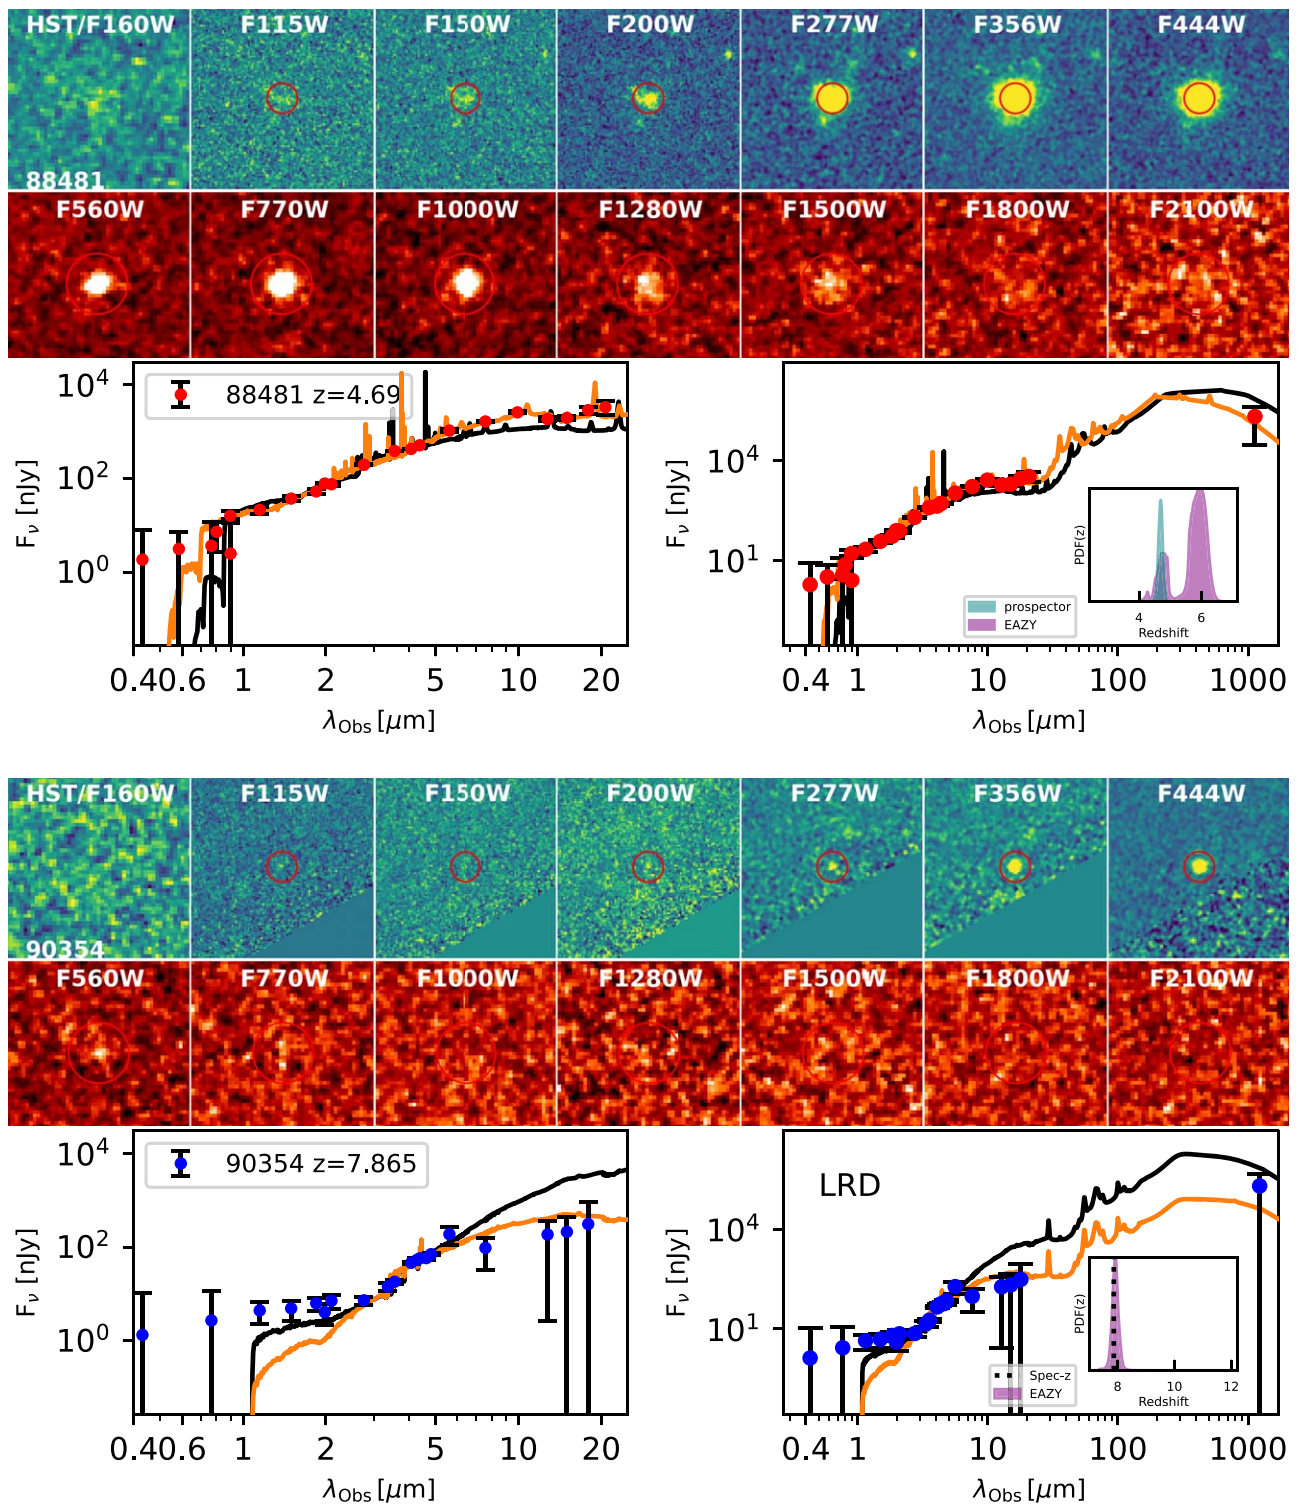 HST/F160W F115W F150W F200W F277W F356W F444W
88481
F560W F770W F1000W F1280W F1500W F1800W F2100W
10^4
10^2
10^0
F_ν [nJy]
88481 z=4.69
0.4 0.6 1 2 5 10 20
λ_Obs [μm]
10^4
10^1
F_ν [nJy]
prospector
EAZY
PDF(z)
4 6
Redshift
0.4 1 10 100 1000
λ_Obs [μm]
HST/F160W F115W F150W F200W F277W F356W F444W
90354
F560W F770W F1000W F1280W F1500W F1800W F2100W
10^4
10^2
10^0
F_ν [nJy]
90354 z=7.865
0.4 0.6 1 2 5 10 20
λ_Obs [μm]
LRD
10^4
10^1
F_ν [nJy]
Spec-z
EAZY
PDF(z)
8 10 12
Redshift
0.4 1 10 100 1000
λ_Obs [μm]